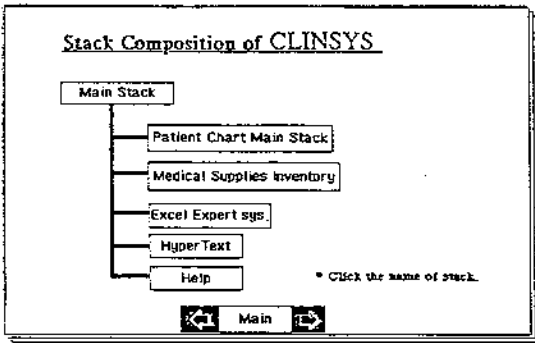 Stack Composition of CLINSYS
Main Stack
Patient Chart Main Stack
Medical Supplies Inventory
Excel Expert sys.
HyperText
Help
* Click the name of stack.
Main